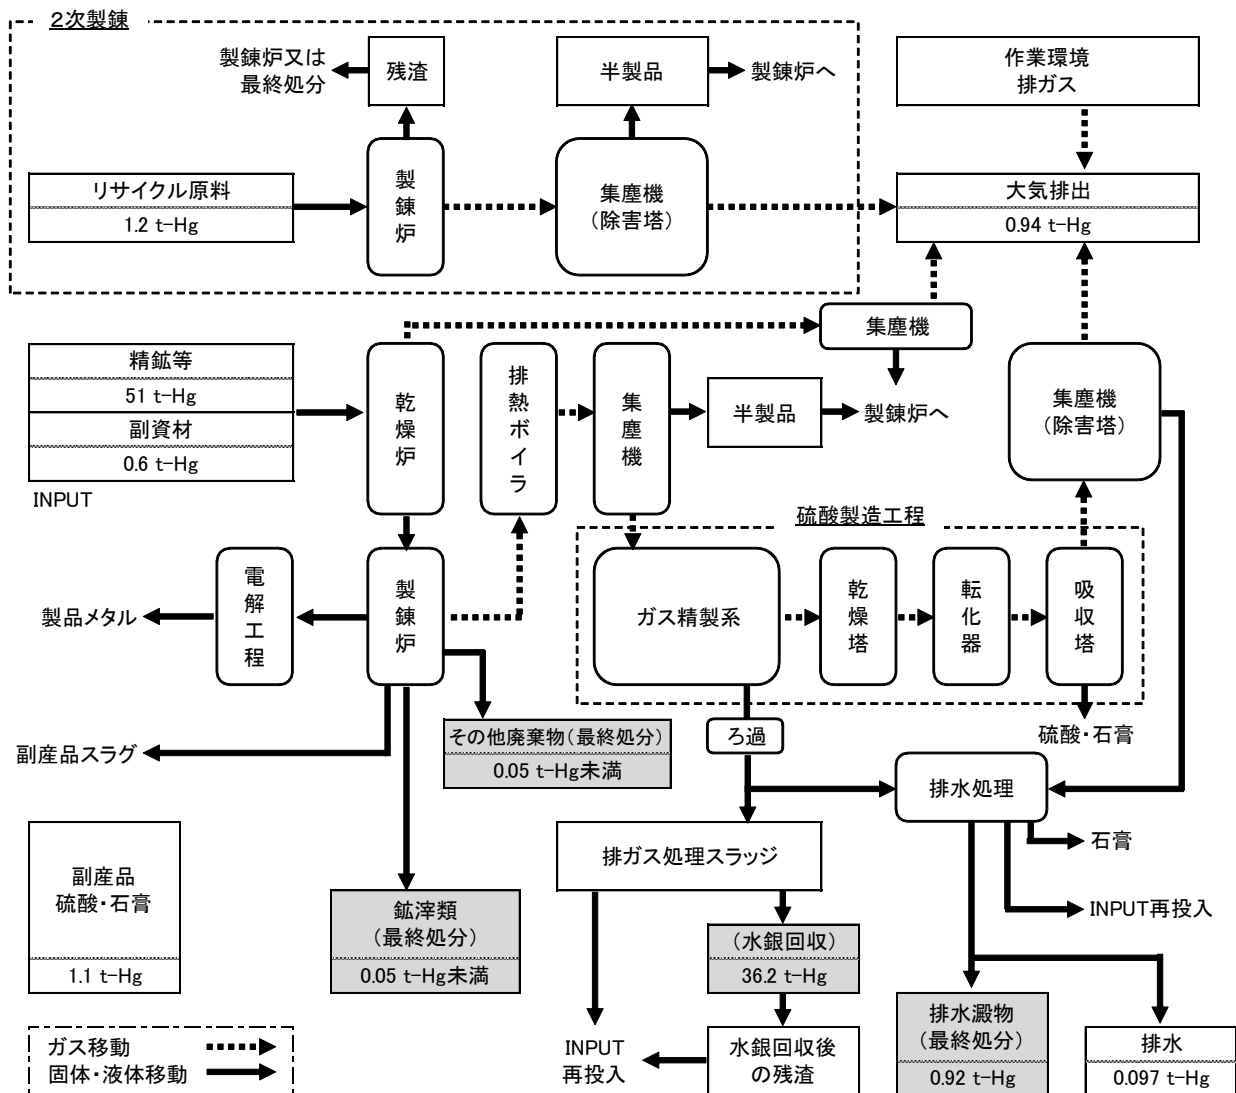 2次製錬
製錬炉又は
最終処分
残渣
半製品
製錬炉へ
作業環境
排ガス
リサイクル原料
1.2 t-Hg
製錬炉
集塵機
(除害塔)
大気排出
0.94 t-Hg
集塵機
製錬炉へ
精鉱等
51 t-Hg
副資材
0.6 t-Hg
INPUT
乾燥炉
排熱ボイラ
集塵機
半製品
集塵機
(除害塔)
硫酸製造工程
製品メタル
電解工程
製錬炉
ガス精製系
乾燥塔
転化器
吸収塔
硫酸・石膏
副産品スラグ
その他廃棄物(最終処分)
0.05 t-Hg未満
ろ過
排水処理
石膏
INPUT再投入
副産品
硫酸・石膏
1.1 t-Hg
鉱滓類
(最終処分)
0.05 t-Hg未満
排ガス処理スラッジ
(水銀回収)
36.2 t-Hg
INPUT
再投入
水銀回収後
の残渣
排水澱物
(最終処分)
0.92 t-Hg
排水
0.097 t-Hg
ガス移動
固体・液体移動